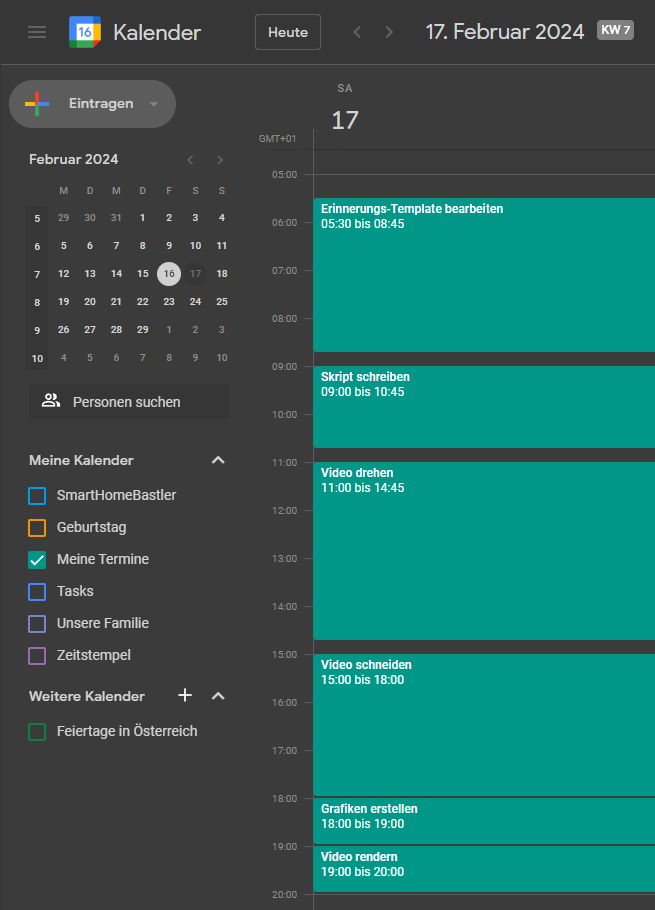 16 Kalender Heute 17. Februar 2024 KW 7
Eintragen
Februar 2024
M D M D F S S
5 29 30 31 1 2 3 4
6 5 6 7 8 9 10 11
7 12 13 14 15 16 17 18
8 19 20 21 22 23 24 25
9 26 27 28 29 1 2 3
10 4 5 6 7 8 9 10
Personen suchen
Meine Kalender
SmartHomeBastler
Geburtstag
Meine Termine
Tasks
Unsere Familie
Zeitstempel
Weitere Kalender
Feiertage in Österreich
SA
17
GMT+01
05:00
Erinnerungs-Template bearbeiten
05:30 bis 08:45
06:00
07:00
08:00
09:00
Skript schreiben
09:00 bis 10:45
10:00
11:00
Video drehen
11:00 bis 14:45
12:00
13:00
14:00
15:00
Video schneiden
15:00 bis 18:00
16:00
17:00
18:00
Grafiken erstellen
18:00 bis 19:00
19:00
Video rendern
19:00 bis 20:00
20:00